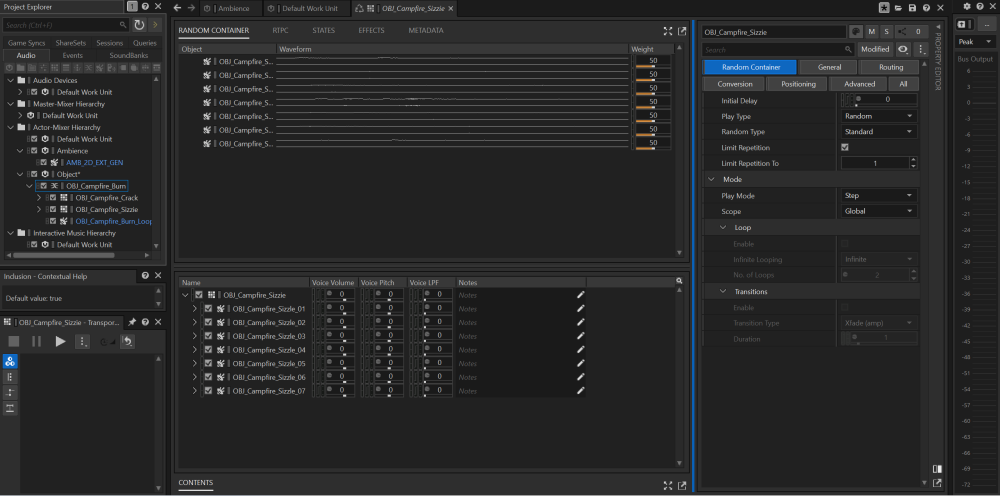 Project Explorer
1
Search (Ctrl+F)
Game Syncs ShareSets Sessions Queries
Audio Events SoundBanks
Audio Devices
Default Work Unit
Master-Mixer Hierarchy
Default Work Unit
Actor-Mixer Hierarchy
Default Work Unit
Ambience
AMB_2D_EXT_GEN
Object*
OBJ_Campfire_Burn
OBJ_Campfire_Crack
OBJ_Campfire_Sizzie
OBJ_Campfire_Burn_Loop
Interactive Music Hierarchy
Default Work Unit
Inclusion - Contextual Help
Default value: true
OBJ_Campfire_Sizzie - Transpor...
Ambience
Default Work Unit
OBJ_Campfire_Sizzie
RANDOM CONTAINER RTPC STATES EFFECTS METADATA
Object Waveform Weight
OBJ_Campfire_S... 50
OBJ_Campfire_S... 50
OBJ_Campfire_S... 50
OBJ_Campfire_S... 50
OBJ_Campfire_S... 50
OBJ_Campfire_S... 50
OBJ_Campfire_S... 50
Name Voice Volume Voice Pitch Voice LPF Notes
OBJ_Campfire_Sizzie 0 0 0 Notes
OBJ_Campfire_Sizzle_01 0 0 0 Notes
OBJ_Campfire_Sizzle_02 0 0 0 Notes
OBJ_Campfire_Sizzle_03 0 0 0 Notes
OBJ_Campfire_Sizzle_04 0 0 0 Notes
OBJ_Campfire_Sizzle_05 0 0 0 Notes
OBJ_Campfire_Sizzle_06 0 0 0 Notes
OBJ_Campfire_Sizzle_07 0 0 0 Notes
CONTENTS
OBJ_Campfire_Sizzie M S 0
Search Modified
Random Container General Routing
Conversion Positioning Advanced All
Initial Delay 0
Play Type Random
Random Type Standard
Limit Repetition
Limit Repetition To 1
Mode
Play Mode Step
Scope Global
Loop
Enable
Infinite Looping Infinite
No. of Loops 2
Transitions
Enable
Transition Type Xfade (amp)
Duration 1
PROPERTY EDITOR
1 ...
Peak
Bus Output
6
3
0
-3
-6
-9
-12
-15
-18
-21
-24
-27
-30
-33
-36
-39
-42
-45
-48
-51
-54
-57
-60
-63
-66
-69
-72